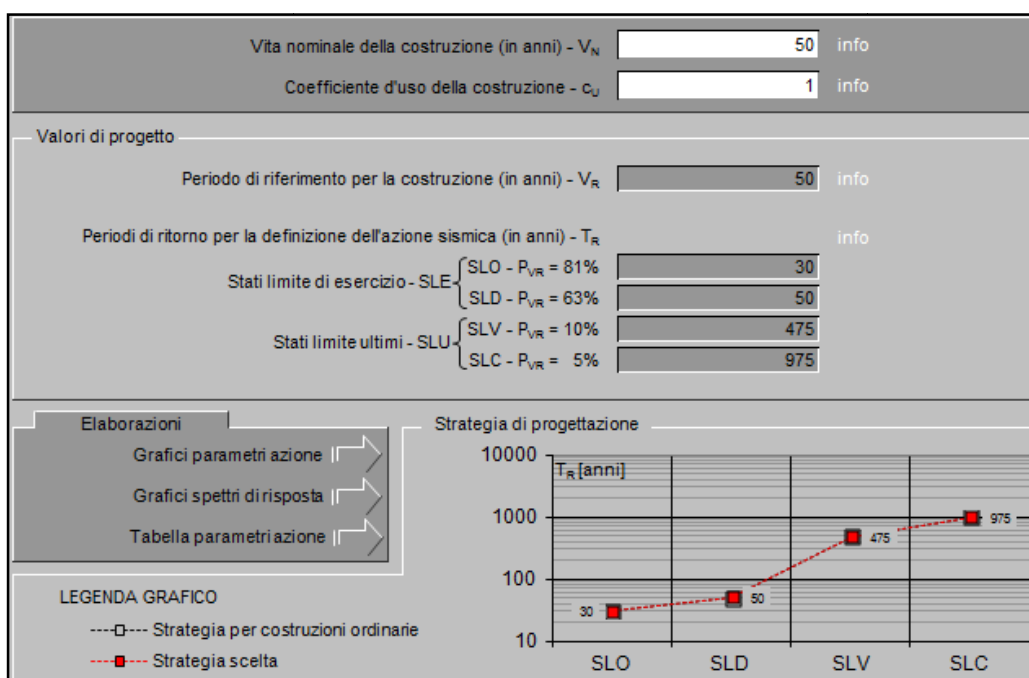 Vita nominale della costruzione (in anni) - VN 50 info
Coefficiente d'uso della costruzione - cU 1 info
Valori di progetto
Periodo di riferimento per la costruzione (in anni) - VR 50 info
Periodi di ritorno per la definizione dell'azione sismica (in anni) - TR info
Stati limite di esercizio - SLE
SLO - PVR = 81% 30
SLD - PVR = 63% 50
Stati limite ultimi - SLU
SLV - PVR = 10% 475
SLC - PVR = 5% 975
Elaborazioni
Grafici parametri azione
Grafici spettri di risposta
Tabella parametri azione
LEGENDA GRAFICO
Strategia per costruzioni ordinarie
Strategia scelta
Strategia di progettazione
TR [anni]
10000
1000
100
10
30
50
475
975
SLO SLD SLV SLC